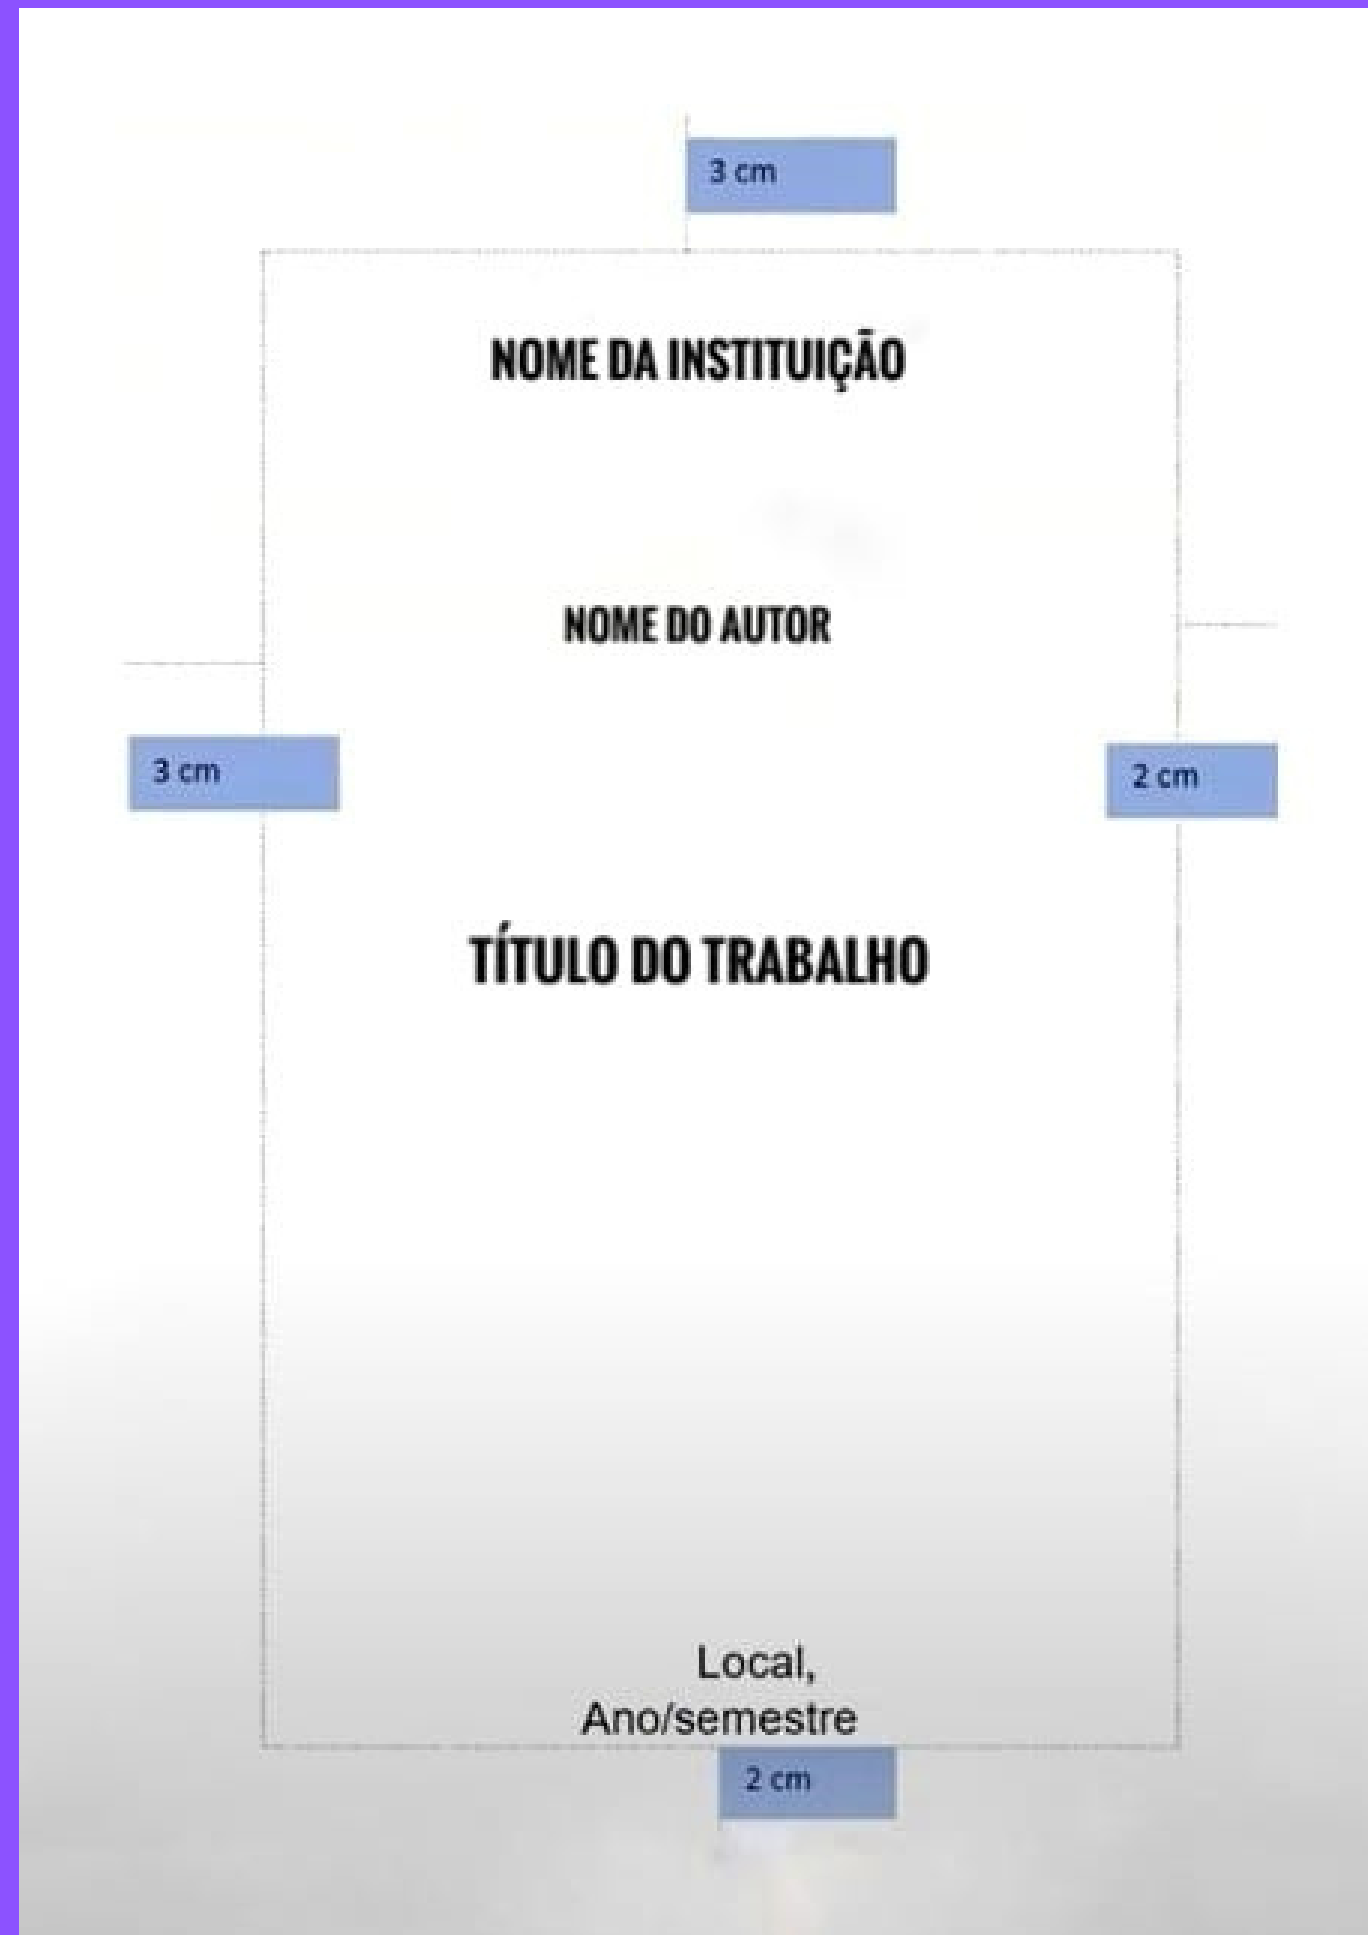 3 cm
NOME DA INSTITUIÇÃO
NOME DO AUTOR
3 cm
2 cm
TÍTULO DO TRABALHO
Local,
Ano/semestre
2 cm